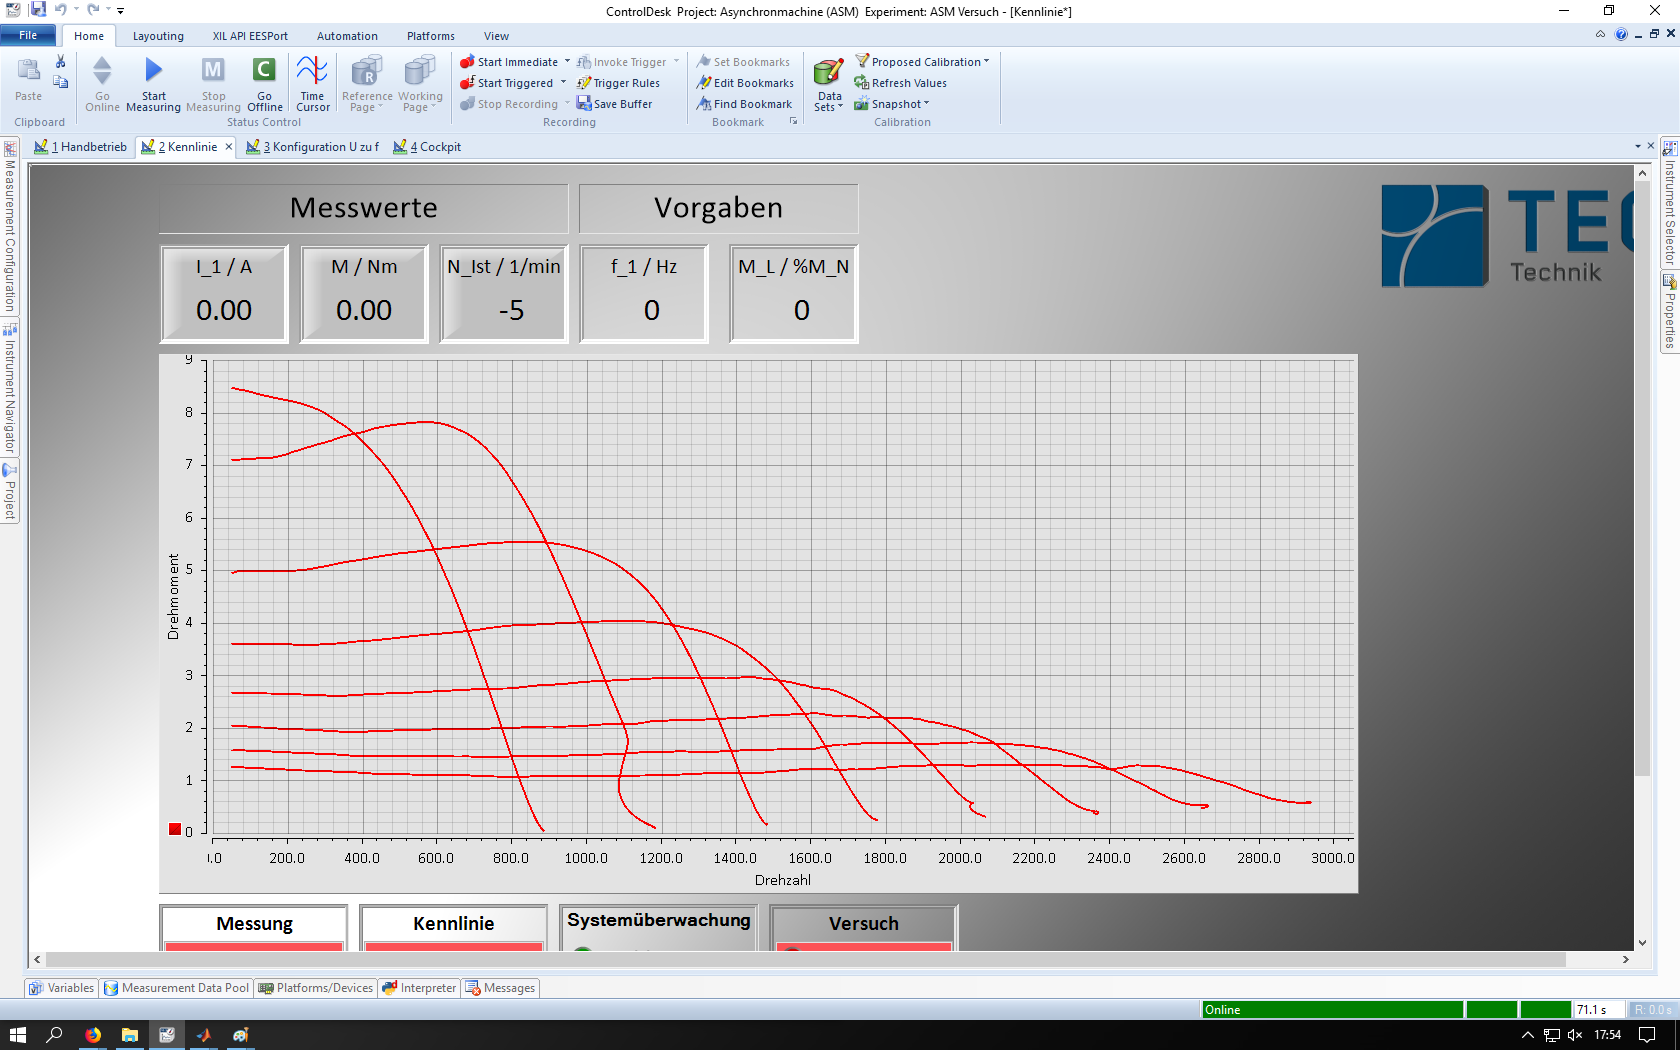 ControlDesk Project: Asynchronmachine (ASM) Experiment: ASM Versuch - [Kennlinie*]
File Home Layouting XIL API EESPort Automation Platforms View
Paste
Clipboard
Go Online
Start Measuring
Stop Measuring
Go Offline
Status Control
Time Cursor
Reference Page
Working Page
Start Immediate
Start Triggered
Stop Recording
Invoke Trigger
Trigger Rules
Save Buffer
Recording
Set Bookmarks
Edit Bookmarks
Find Bookmark
Bookmark
Data Sets
Proposed Calibration
Refresh Values
Snapshot
Calibration
1 Handbetrieb
2 Kennlinie
3 Konfiguration U zu f
4 Cockpit
Measurement Configuration
Instrument Navigator
Project
Instrument Selector
Properties
Messwerte
Vorgaben
I_1 / A
0.00
M / Nm
0.00
N_Ist / 1/min
-5
f_1 / Hz
0
M_L / %M_N
0
TEC
Technik
9
8
7
6
5
4
3
2
1
0
Drehmoment
200.0 400.0 600.0 800.0 1000.0 1200.0 1400.0 1600.0 1800.0 2000.0 2200.0 2400.0 2600.0 2800.0 3000.0
Drehzahl
Messung
Kennlinie
Systemüberwachung
Versuch
Variables
Measurement Data Pool
Platforms/Devices
Interpreter
Messages
Online
71.1 s
R: 0.0 s
17:54